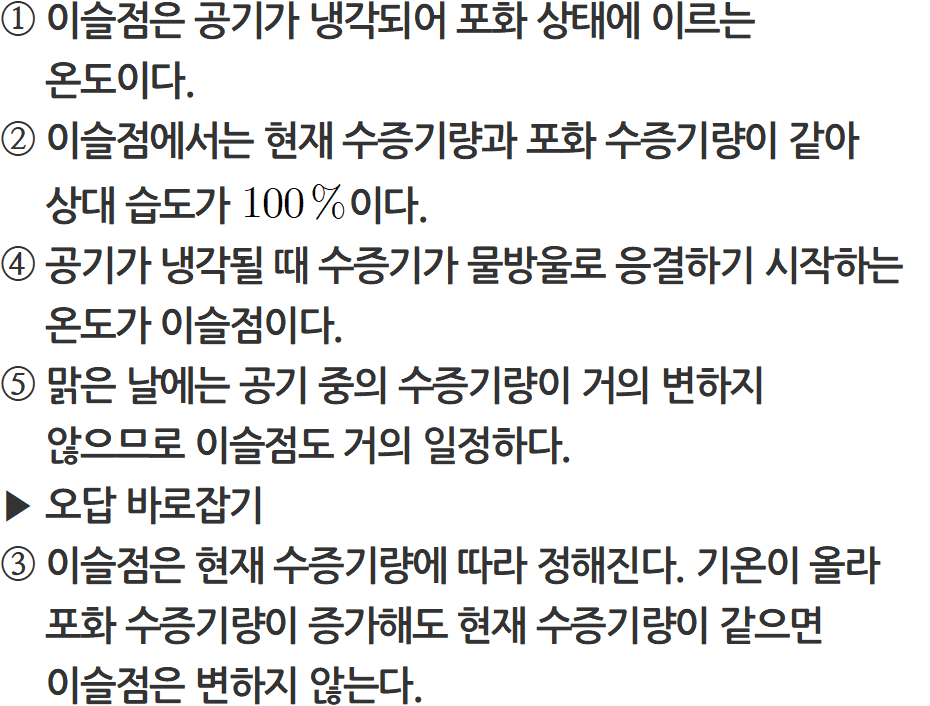 ① 이슬점은 공기가 냉각되어 포화 상태에 이르는
온도이다.
② 이슬점에서는 현재 수증기량과 포화 수증기량이 같아
상대 습도가 100%이다.
④ 공기가 냉각될 때 수증기가 물방울로 응결하기 시작하는
온도가 이슬점이다.
⑤ 맑은 날에는 공기 중의 수증기량이 거의 변하지
않으므로 이슬점도 거의 일정하다.
▶ 오답 바로잡기
③ 이슬점은 현재 수증기량에 따라 정해진다. 기온이 올라
포화 수증기량이 증가해도 현재 수증기량이 같으면
이슬점은 변하지 않는다.